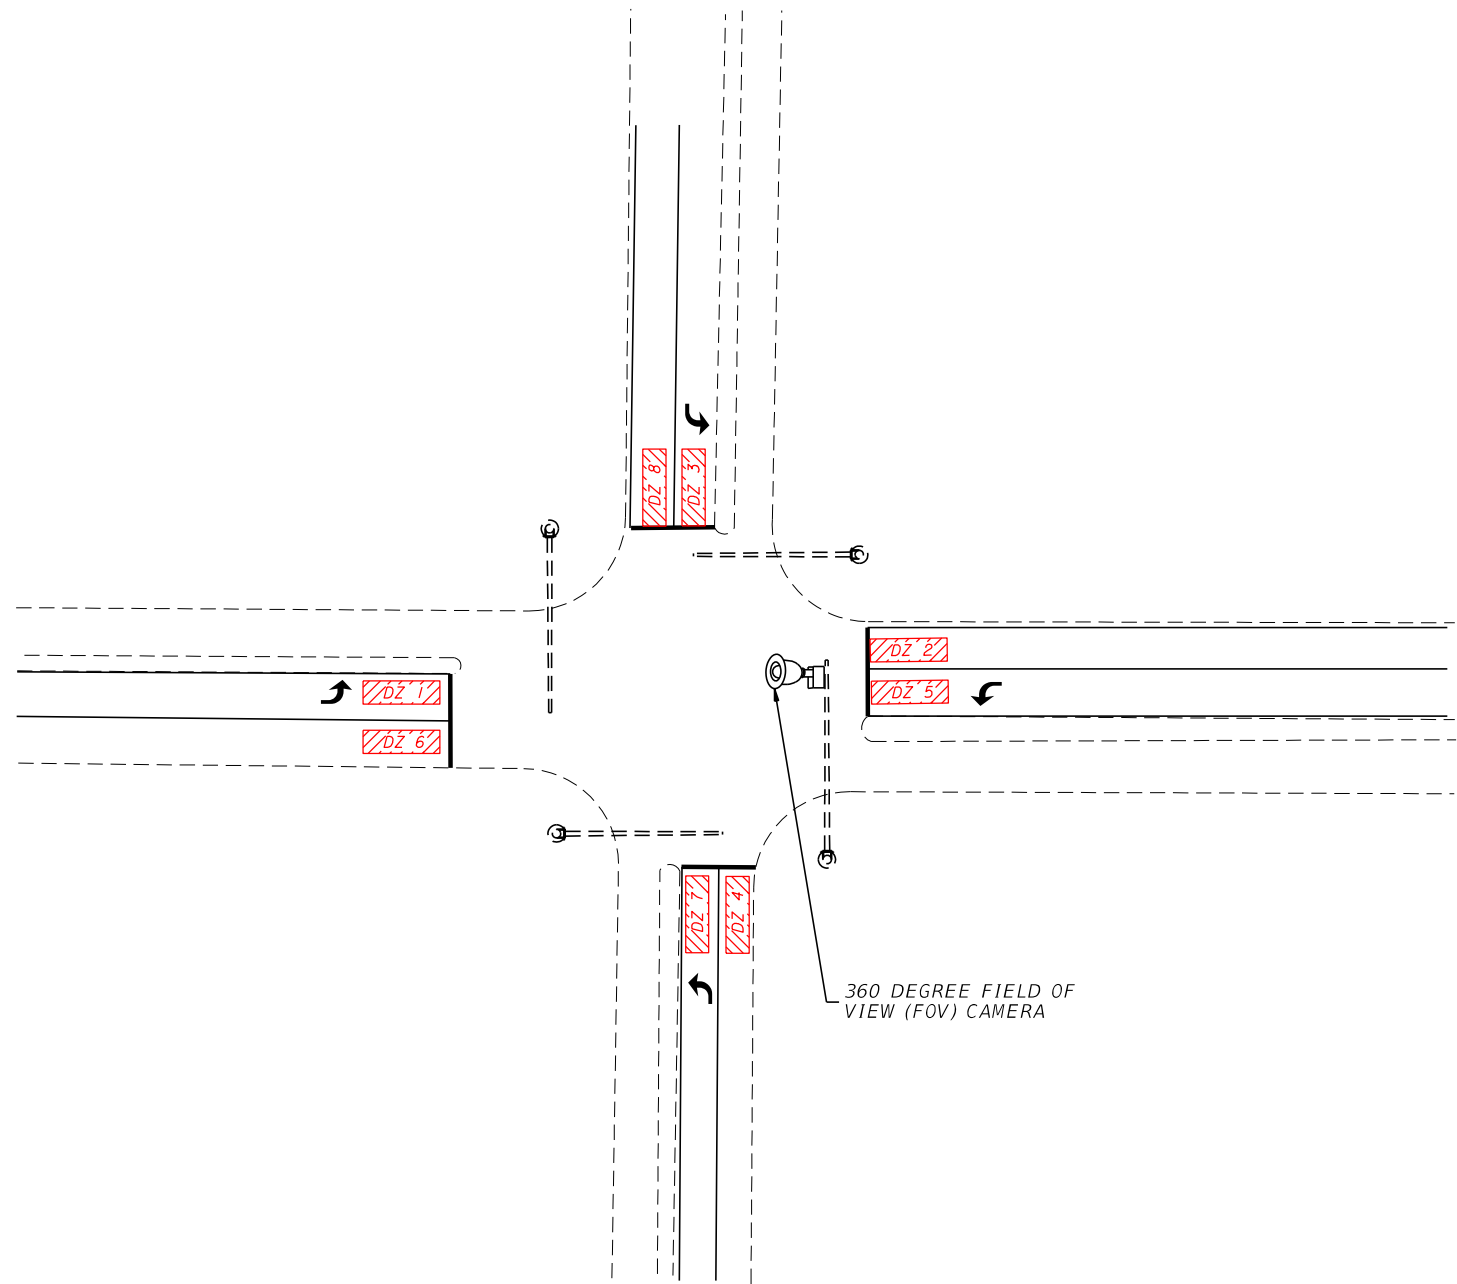 DZ 8
DZ 3
DZ 2
DZ 1
DZ 5
DZ 6
DZ 7
DZ 4
360 DEGREE FIELD OF
VIEW (FOV) CAMERA